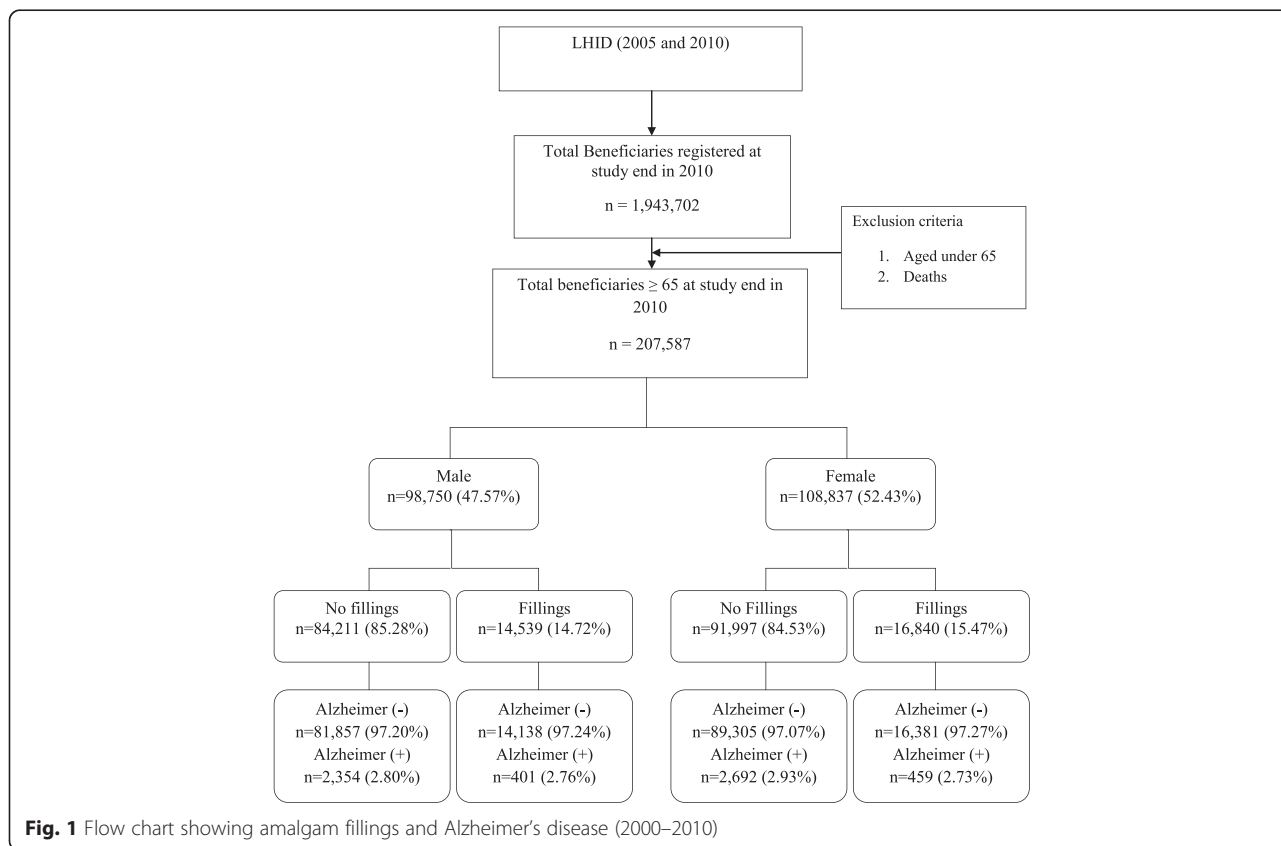 LHID (2005 and 2010)
Total Beneficiaries registered at
study end in 2010
n = 1,943,702
Exclusion criteria
1. Aged under 65
2. Deaths
Total beneficiaries ≥ 65 at study end in
2010
n = 207,587
Male
n=98,750 (47.57%)
Female
n=108,837 (52.43%)
No fillings
n=84,211 (85.28%)
Fillings
n=14,539 (14.72%)
No Fillings
n=91,997 (84.53%)
Fillings
n=16,840 (15.47%)
Alzheimer (-)
n=81,857 (97.20%)
Alzheimer (+)
n=2,354 (2.80%)
Alzheimer (-)
n=14,138 (97.24%)
Alzheimer (+)
n=401 (2.76%)
Alzheimer (-)
n=89,305 (97.07%)
Alzheimer (+)
n=2,692 (2.93%)
Alzheimer (-)
n=16,381 (97.27%)
Alzheimer (+)
n=459 (2.73%)
Fig. 1 Flow chart showing amalgam fillings and Alzheimer's disease (2000–2010)